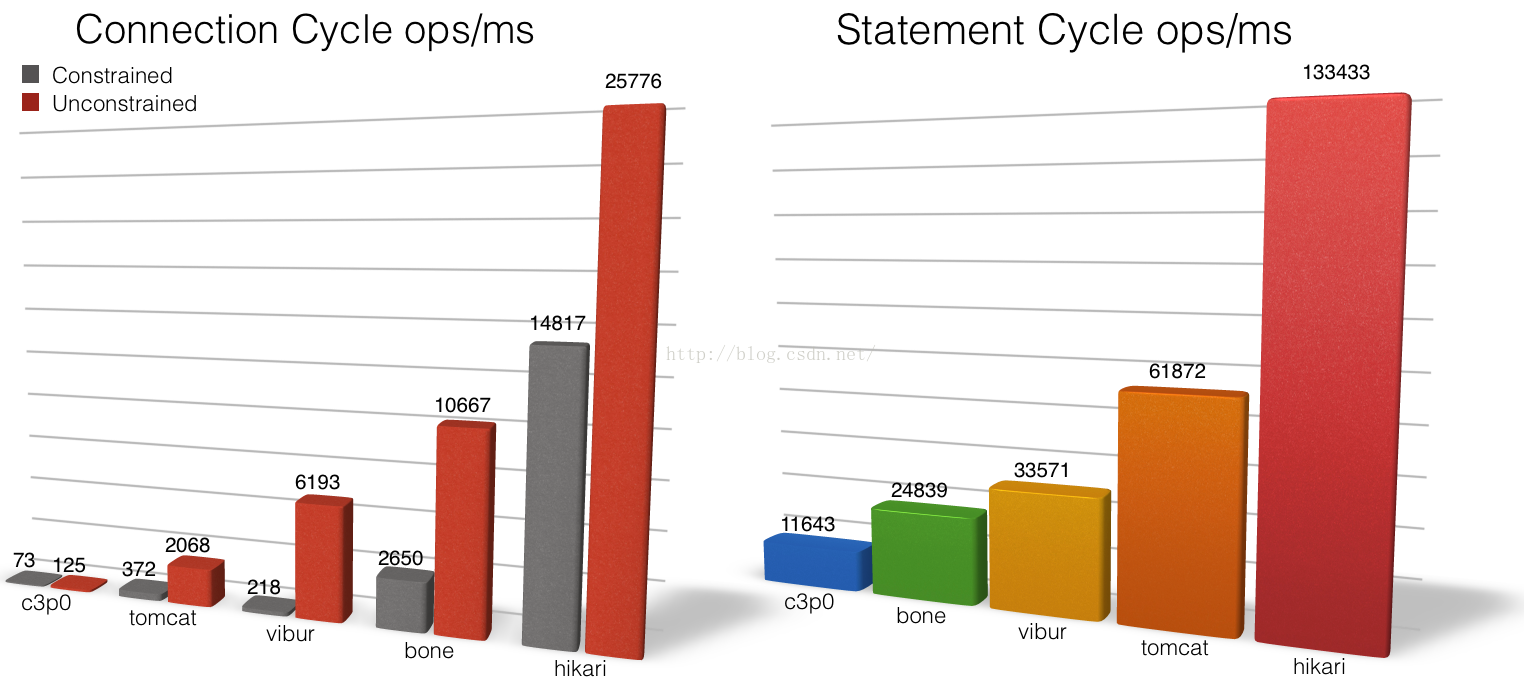 Connection Cycle ops/ms
Constrained
Unconstrained
25776
14817
10667
6193
2650
2068
73
125
372
218
c3p0
tomcat
vibur
bone
hikari
http://blog.csdn.net/
Statement Cycle ops/ms
133433
61872
33571
24839
11643
c3p0
bone
vibur
tomcat
hikari